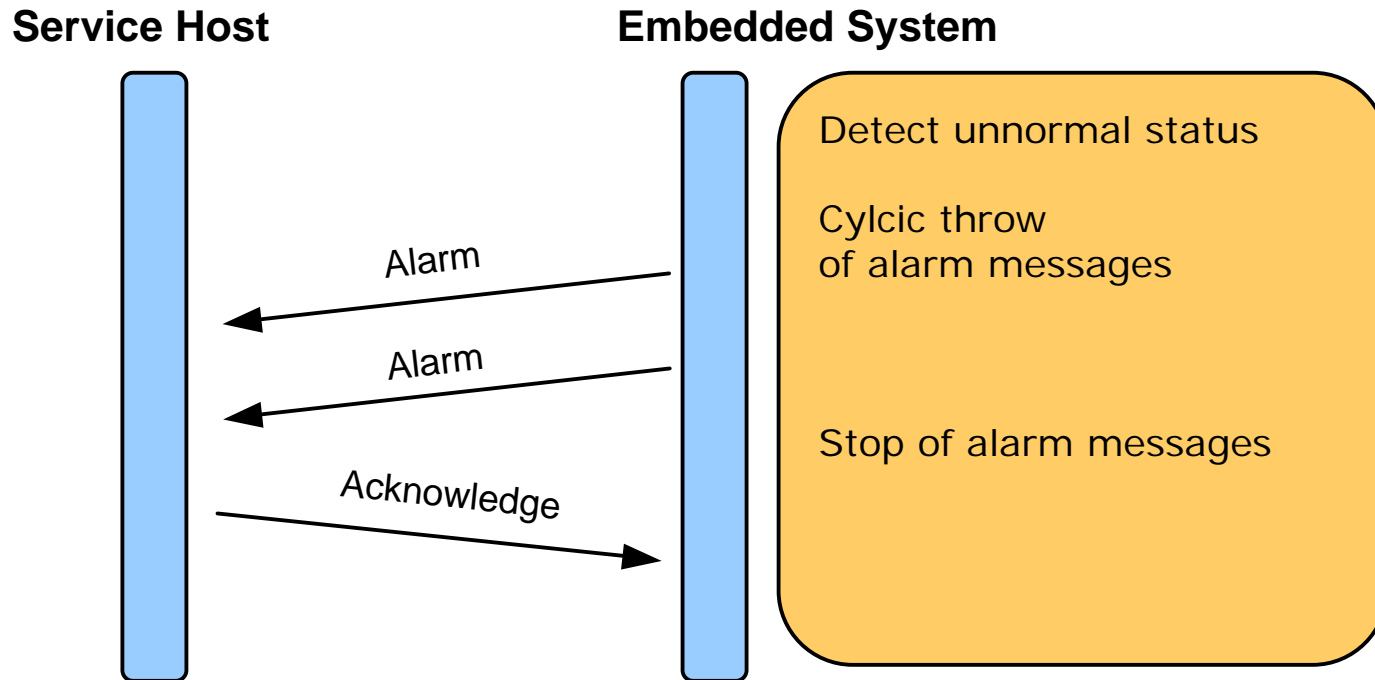 Service Host
Embedded System
Detect unnormal status
Cylcic throw
of alarm messages
Alarm
Alarm
Stop of alarm messages
Acknowledge